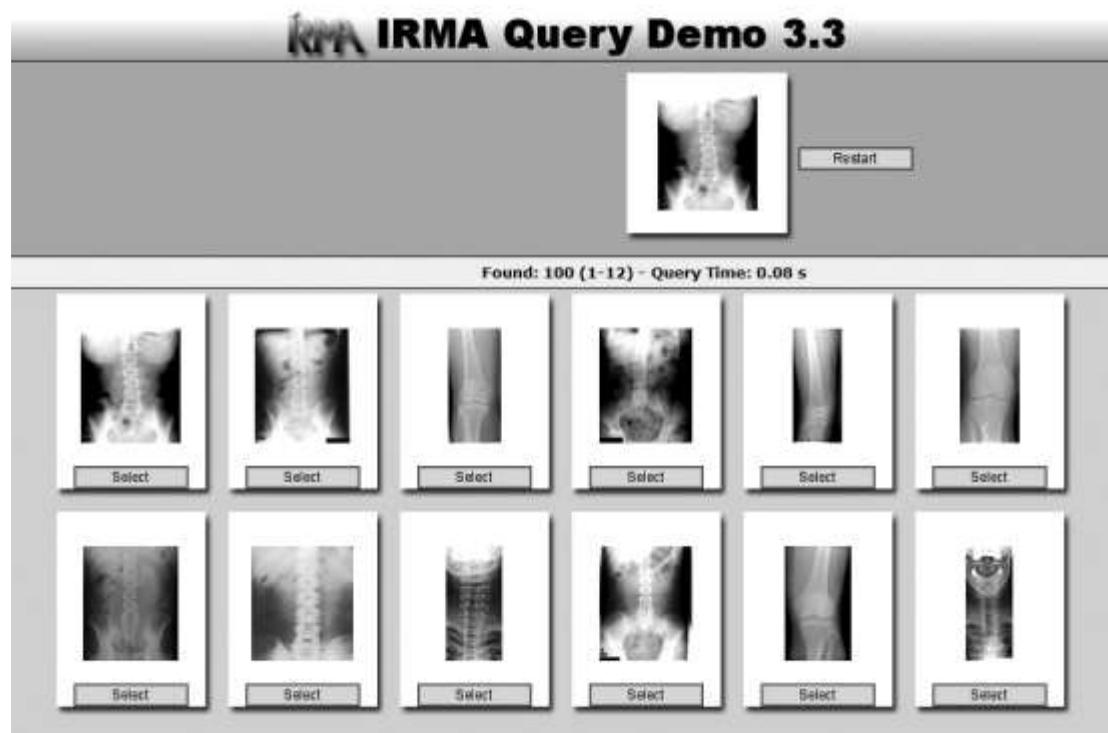 IRMA IRMA Query Demo 3.3
Restart
Found: 100 (1-12) - Query Time: 0.08 s
Select Select Select Select Select Select
Select Select Select Select Select Select